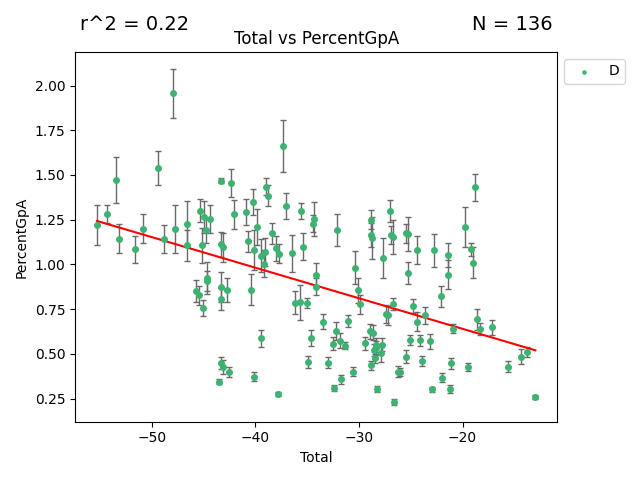 r^2 = 0.22
N = 136
Total vs PercentGpA
D
PercentGpA
2.00
1.75
1.50
1.25
1.00
0.75
0.50
0.25
−50
−40
−30
−20
Total